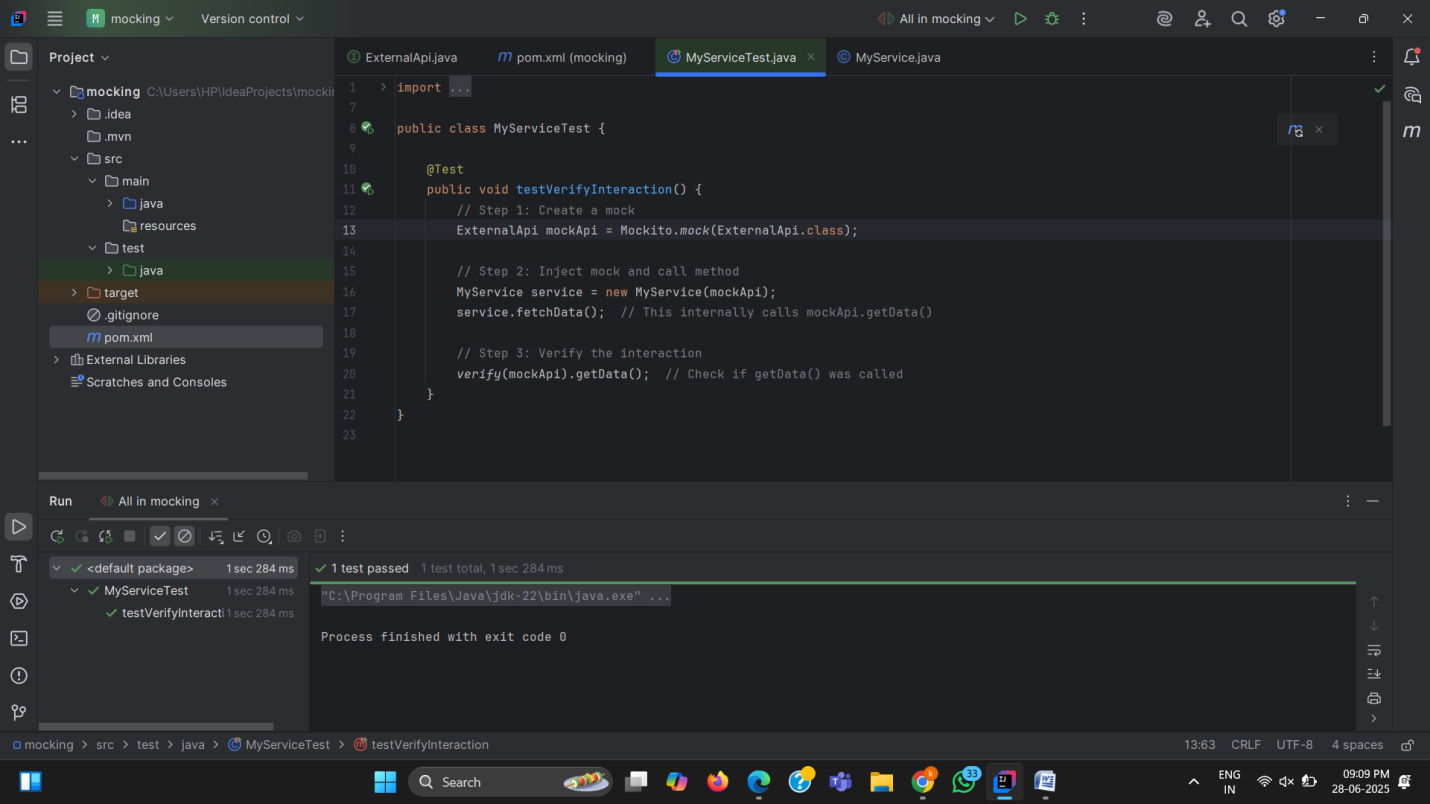 M mocking Version control All in mocking
Project
ExternalApi.java
m pom.xml (mocking)
MyServiceTest.java
MyService.java
mocking C:\Users\HP\IdeaProjects\mockin
.idea
.mvn
src
main
java
resources
test
java
target
.gitignore
m pom.xml
External Libraries
Scratches and Consoles
1 import ...
7
8 public class MyServiceTest {
9
10 @Test
11 public void testVerifyInteraction() {
12 // Step 1: Create a mock
13 ExternalApi mockApi = Mockito.mock(ExternalApi.class);
14
15 // Step 2: Inject mock and call method
16 MyService service = new MyService(mockApi);
17 service.fetchData(); // This internally calls mockApi.getData()
18
19 // Step 3: Verify the interaction
20 verify(mockApi).getData(); // Check if getData() was called
21 }
22 }
23
m
Run All in mocking
<default package> 1 sec 284 ms
MyServiceTest 1 sec 284 ms
testVerifyInteracti 1 sec 284 ms
1 test passed 1 test total, 1 sec 284 ms
"C:\Program Files\Java\jdk-22\bin\java.exe" ...
Process finished with exit code 0
mocking > src > test > java > MyServiceTest > testVerifyInteraction
13:63 CRLF UTF-8 4 spaces
Search
33
ENG
IN
09:09 PM
28-06-2025